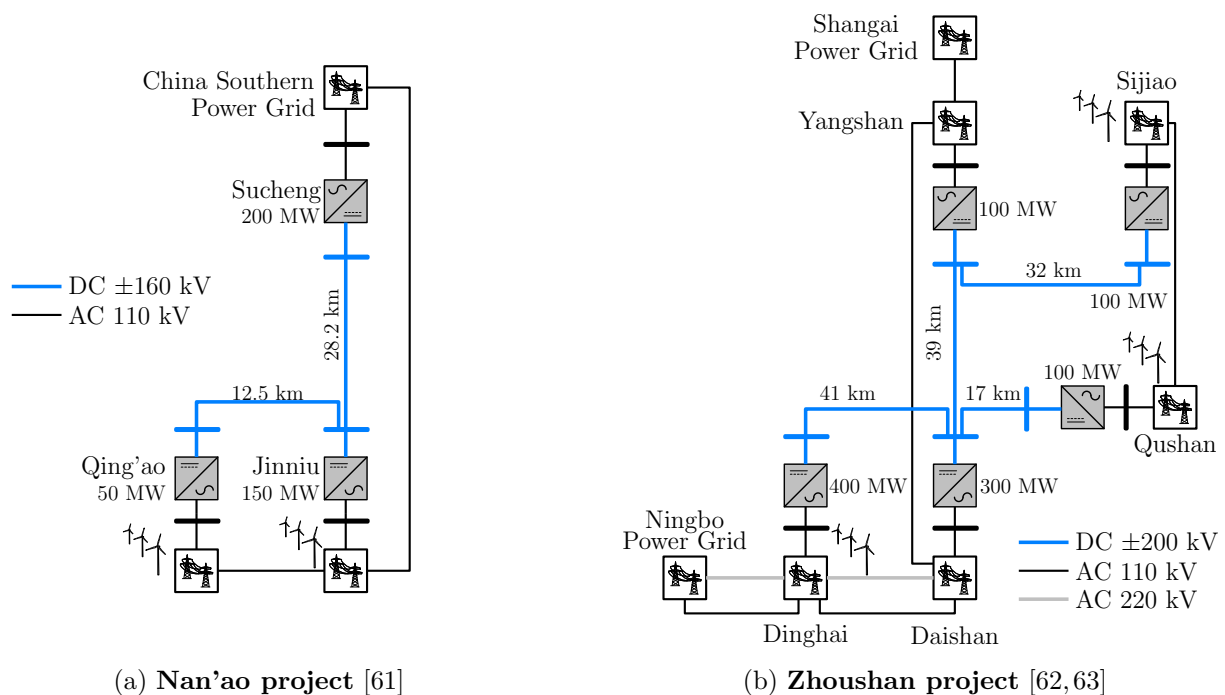 China Southern
Power Grid
Sucheng
200 MW
DC ±160 kV
AC 110 kV
28.2 km
12.5 km
Qing'ao
50 MW
Jinniu
150 MW
(a) Nan'ao project [61]
Shangai
Power Grid
Yangshan
Sijiao
100 MW
32 km
100 MW
39 km
100 MW
41 km
17 km
Qushan
400 MW
300 MW
Ningbo
Power Grid
DC ±200 kV
AC 110 kV
AC 220 kV
Dinghai
Daishan
(b) Zhoushan project [62,63]